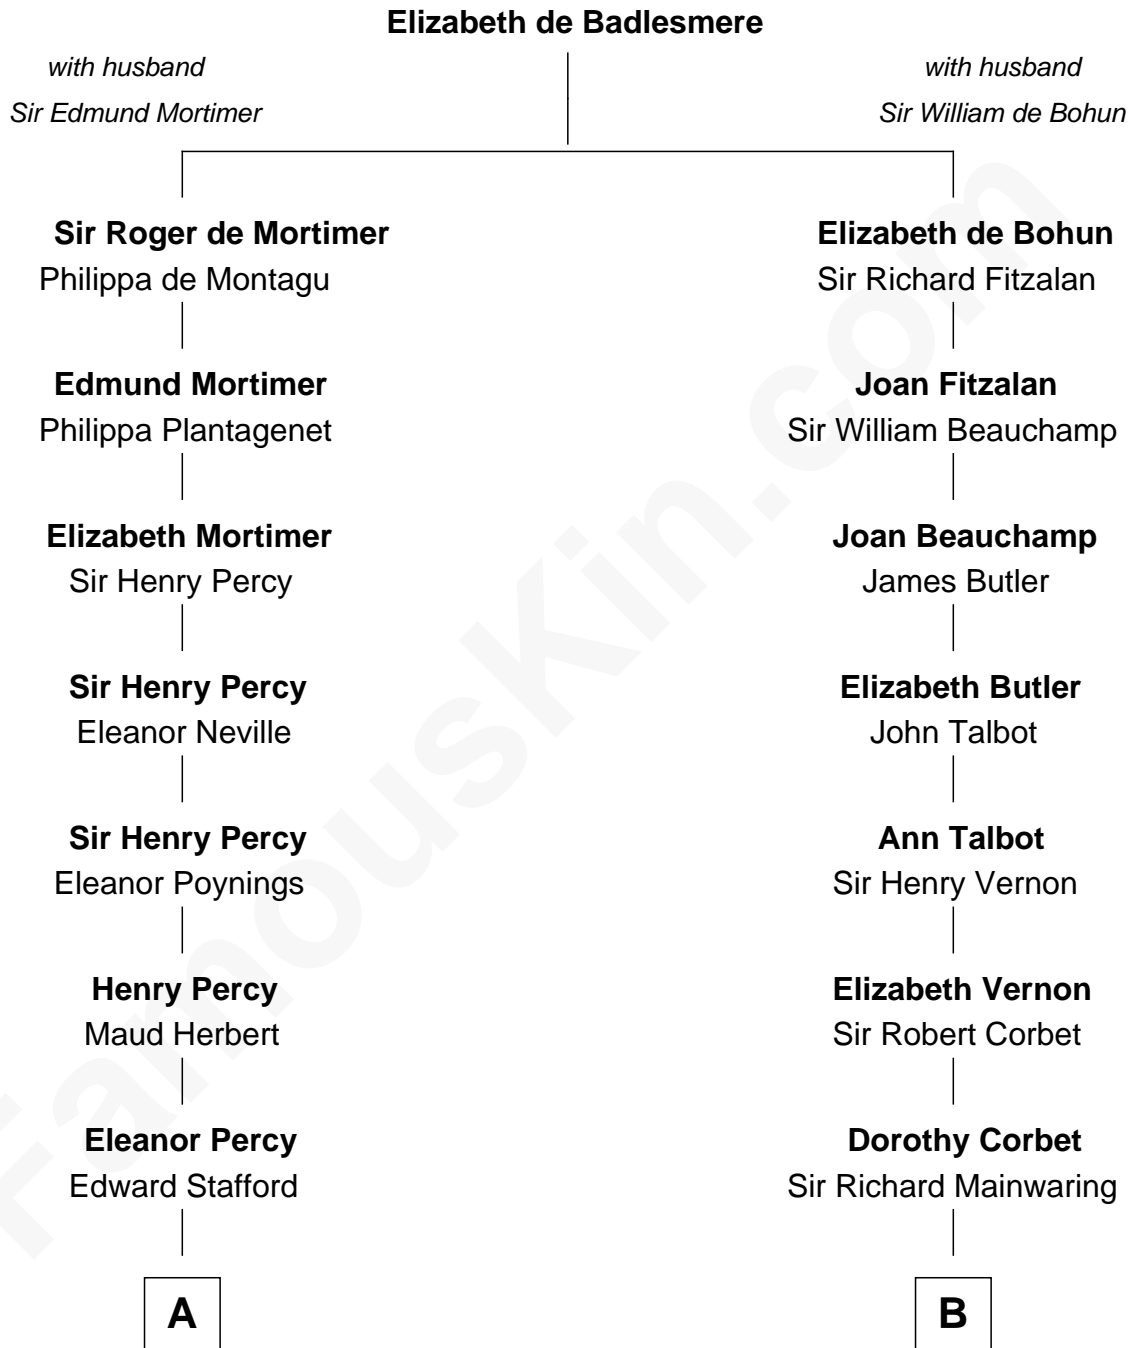 Elizabeth de Badlesmere
with husband
Sir Edmund Mortimer
with husband
Sir William de Bohun
Sir Roger de Mortimer
Philippa de Montagu
Elizabeth de Bohun
Sir Richard Fitzalan
Edmund Mortimer
Philippa Plantagenet
Joan Fitzalan
Sir William Beauchamp
Elizabeth Mortimer
Sir Henry Percy
Joan Beauchamp
James Butler
Sir Henry Percy
Eleanor Neville
Elizabeth Butler
John Talbot
Sir Henry Percy
Eleanor Poynings
Ann Talbot
Sir Henry Vernon
Henry Percy
Maud Herbert
Elizabeth Vernon
Sir Robert Corbet
Eleanor Percy
Edward Stafford
Dorothy Corbet
Sir Richard Mainwaring
A
B
FamousKin.com